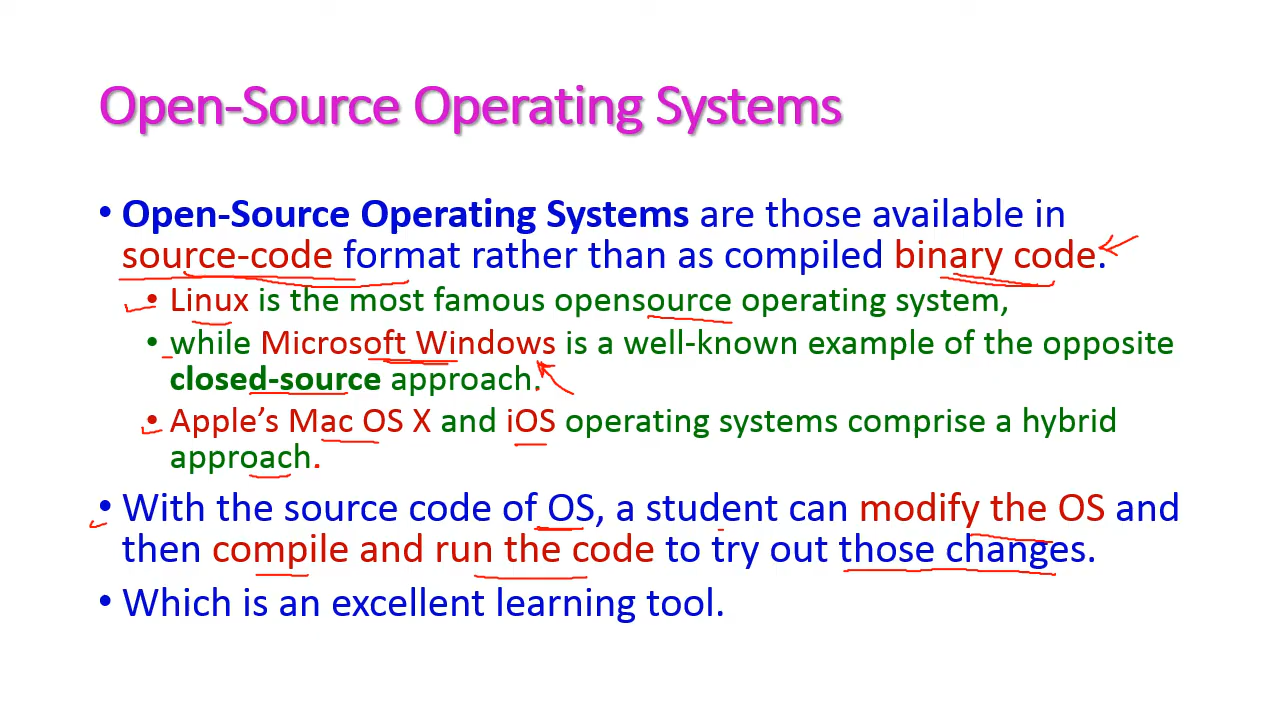 Open-Source Operating Systems
• Open-Source Operating Systems are those available in
source-code format rather than as compiled binary code.
• Linux is the most famous opensource operating system,
• while Microsoft Windows is a well-known example of the opposite
closed-source approach.
• Apple’s Mac OS X and iOS operating systems comprise a hybrid
approach.
• With the source code of OS, a student can modify the OS and
then compile and run the code to try out those changes.
• Which is an excellent learning tool.